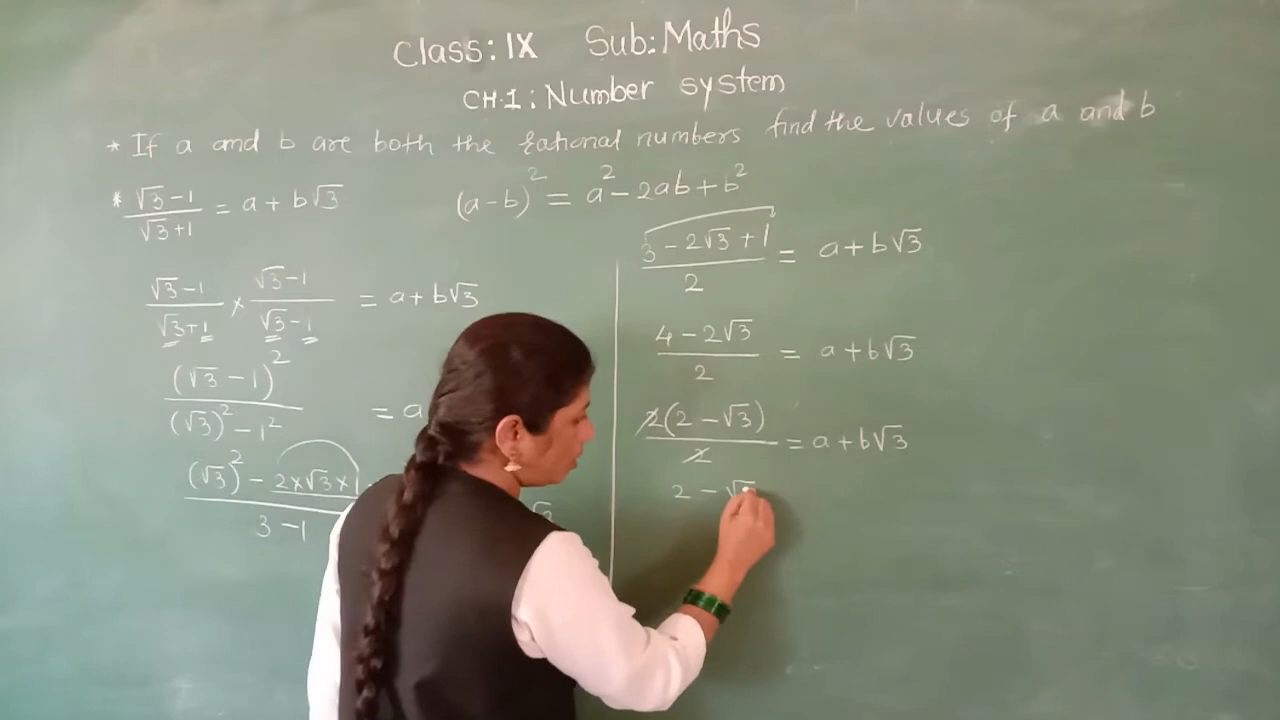 Class: IX Sub: Maths
CH.1: Number system
* If a and b are both the rational numbers find the values of a and b
* (√3 - 1)/(√3 + 1) = a + b√3
(a - b)² = a² - 2ab + b²
(√3 - 1)/(√3 + 1) × (√3 - 1)/(√3 - 1) = a + b√3
(√3 - 1)²/((√3)² - 1²) = a
(√3)² - 2×√3×1
3 - 1
√3
(3 - 2√3 + 1)/2 = a + b√3
(4 - 2√3)/2 = a + b√3
2(2 - √3)/2 = a + b√3
2 - √